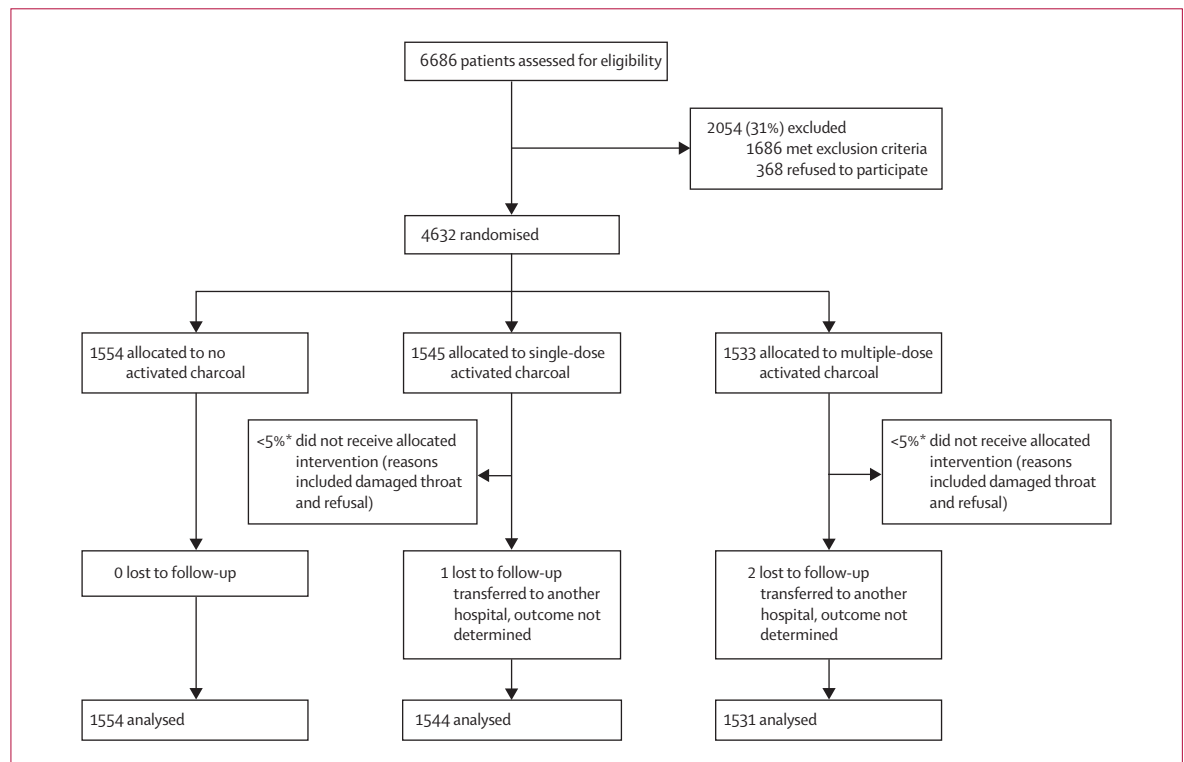 6686 patients assessed for eligibility
2054 (31%) excluded
1686 met exclusion criteria
368 refused to participate
4632 randomised
1554 allocated to no
activated charcoal
1545 allocated to single-dose
activated charcoal
1533 allocated to multiple-dose
activated charcoal
<5%* did not receive allocated
intervention (reasons
included damaged throat
and refusal)
<5%* did not receive allocated
intervention (reasons
included damaged throat
and refusal)
0 lost to follow-up
1 lost to follow-up
transferred to another
hospital, outcome not
determined
2 lost to follow-up
transferred to another
hospital, outcome not
determined
1554 analysed
1544 analysed
1531 analysed